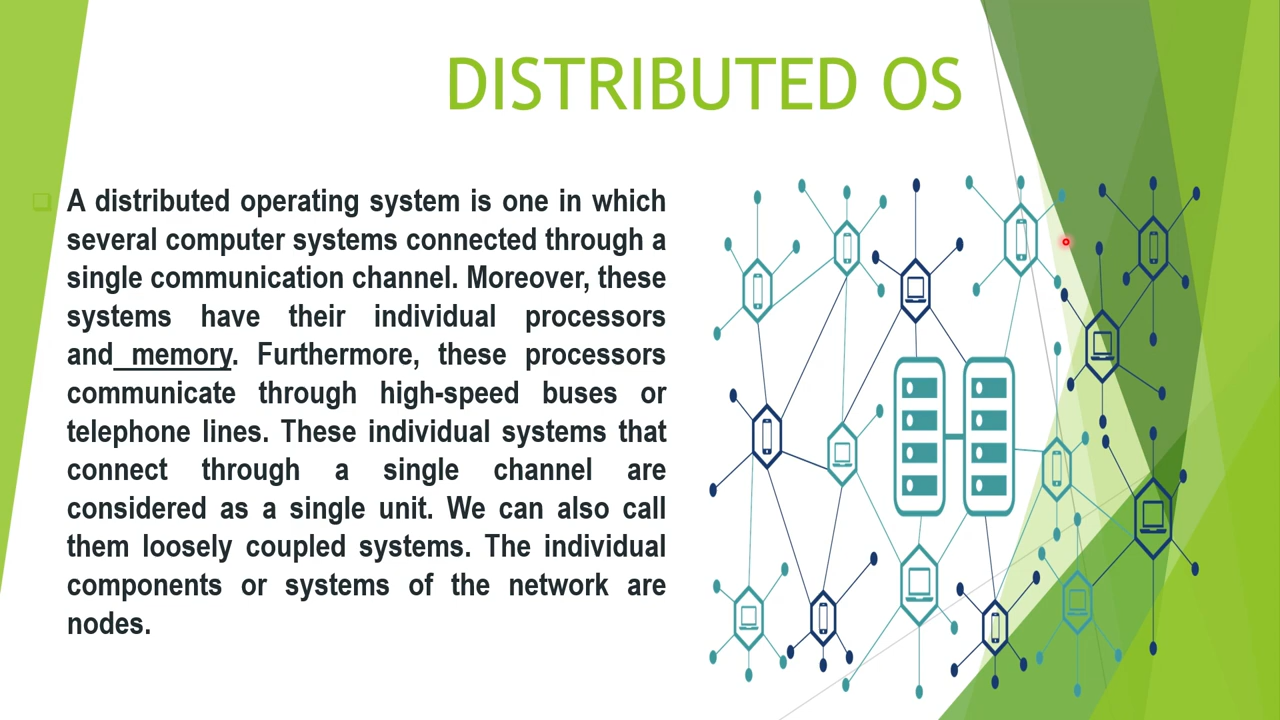 DISTRIBUTED OS
A distributed operating system is one in which
several computer systems connected through a
single communication channel. Moreover, these
systems have their individual processors
and memory. Furthermore, these processors
communicate through high-speed buses or
telephone lines. These individual systems that
connect through a single channel are
considered as a single unit. We can also call
them loosely coupled systems. The individual
components or systems of the network are
nodes.